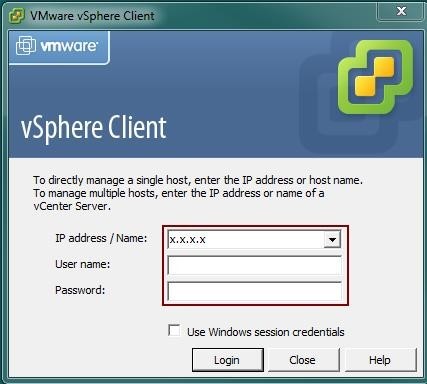 VMware vSphere Client
vmware
vSphere Client
To directly manage a single host, enter the IP address or host name.
To manage multiple hosts, enter the IP address or name of a
vCenter Server.
IP address / Name:
x.x.x.x
User name:
Password:
Use Windows session credentials
Login
Close
Help